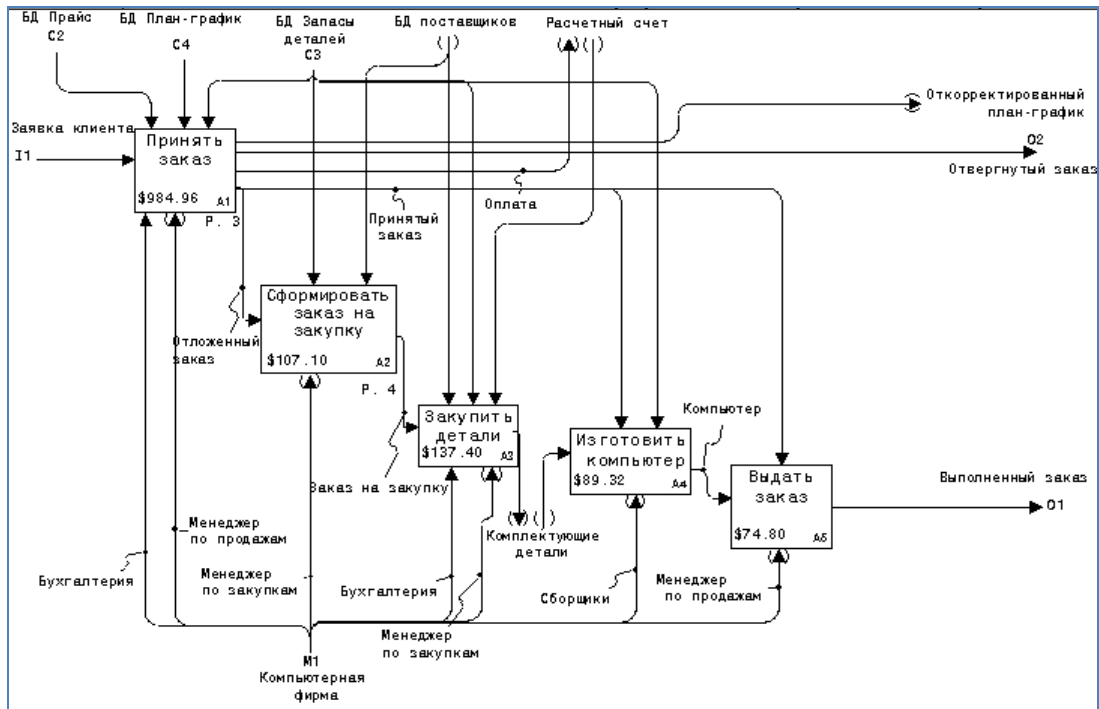 БД Прайс
C2
БД План-график
C4
БД Запасы
деталей
C3
БД поставщиков
Расчетный счет
Откорректированный
план-график
Заявка клиента
I1
Принять
заказ
$984.96
A1
P. 3
O2
Отвергнутый заказ
Оплата
Принятый
заказ
Сформировать
заказ на
закупку
$107.10
A2
P. 4
Отложенный
заказ
Закупить
детали
$137.40
A3
Компьютер
Изготовить
компьютер
$89.32
A4
Выдать
заказ
$74.80
A5
Выполненный заказ
O1
Заказ на закупку
Комплектующие
детали
Менеджер
по продажам
Бухгалтерия
Менеджер
по закупкам
Бухгалтерия
Менеджер
по закупкам
Сборщики
Менеджер
по продажам
M1
Компьютерная
фирма